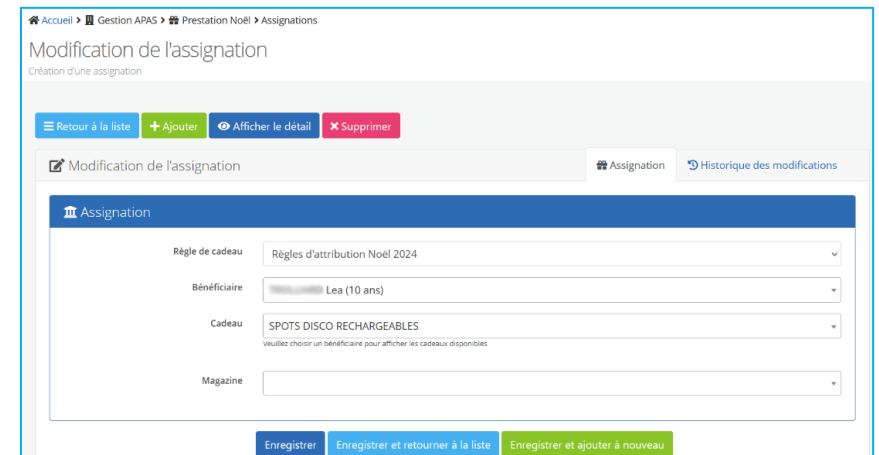 Accueil > Gestion APAS > Prestation Noël > Assignations
Modification de l'assignation
Création d'une assignation
Retour à la liste + Ajouter Afficher le détail × Supprimer
Modification de l'assignation Assignation Historique des modifications
Assignation
Règle de cadeau Règles d'attribution Noël 2024
Bénéficiaire Lea (10 ans)
Cadeau SPOTS DISCO RECHARGEABLES
Veuillez choisir un bénéficiaire pour afficher les cadeaux disponibles
Magazine
Enregistrer Enregistrer et retourner à la liste Enregistrer et ajouter à nouveau